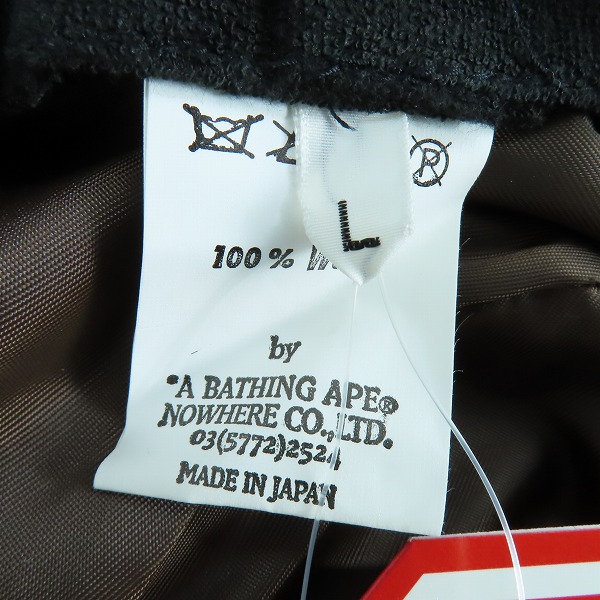 L
100%
by
"A BATHING APE®
NOWHERE CO.,LTD.
03(5772)2524
MADE IN JAPAN